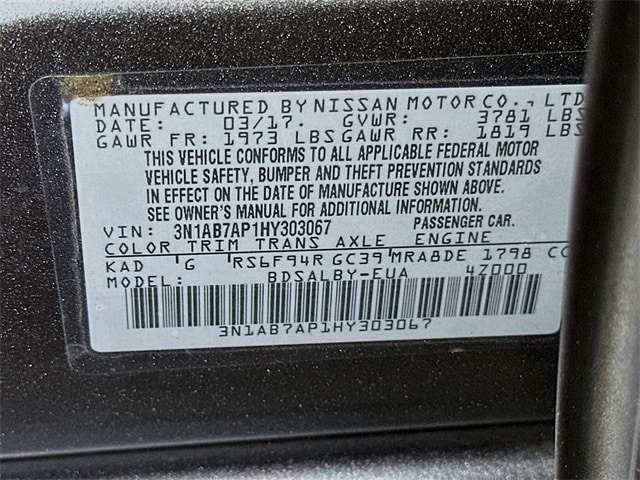 MANUFACTURED BY NISSAN MOTOR CO., LTD
DATE: 03/17. GVWR: 3781 LBS
GAWR FR: 1973 LBS GAWR RR: 1819 LBS
THIS VEHICLE CONFORMS TO ALL APPLICABLE FEDERAL MOTOR
VEHICLE SAFETY, BUMPER AND THEFT PREVENTION STANDARDS
IN EFFECT ON THE DATE OF MANUFACTURE SHOWN ABOVE.
SEE OWNER'S MANUAL FOR ADDITIONAL INFORMATION.
VIN: 3N1AB7AP1HY303067 PASSENGER CAR.
COLOR TRIM TRANS AXLE ENGINE
KAD G RS6F94R GC39 MRA8DE 1798 CC
MODEL: BDSALBY-EUA 4Z000
3N1AB7AP1HY303067